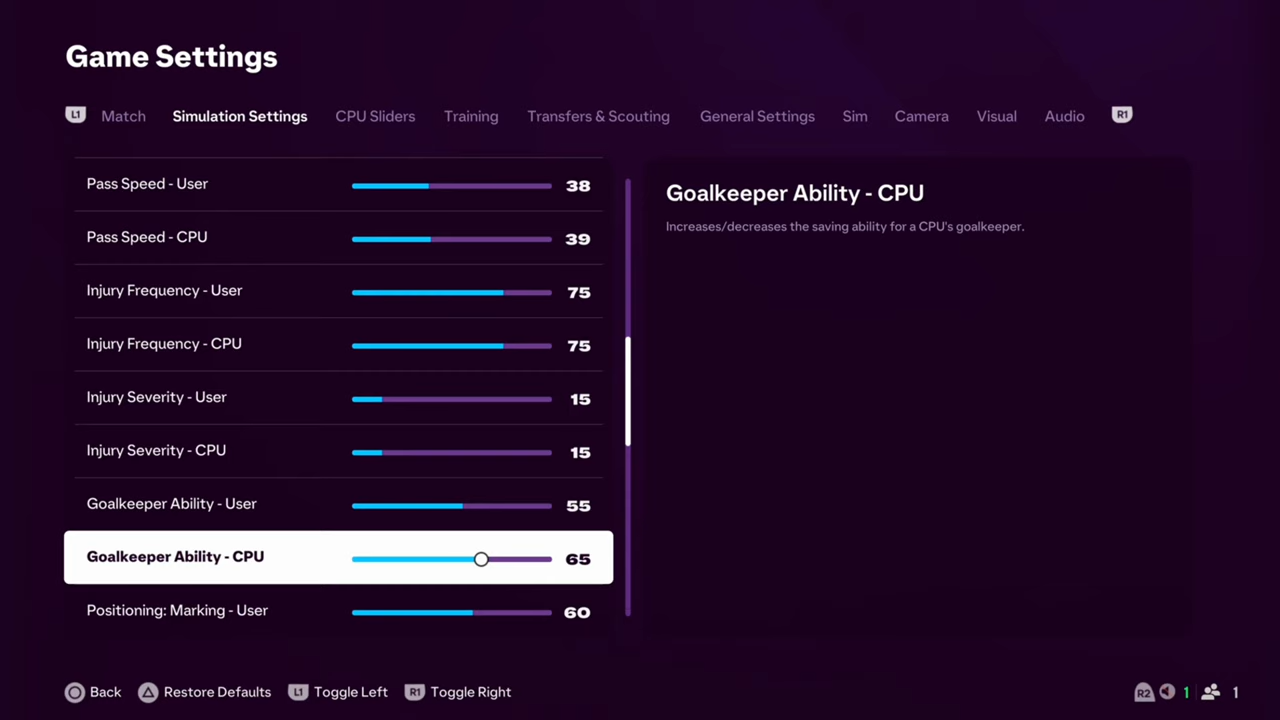 Game Settings
L1 Match Simulation Settings CPU Sliders Training Transfers & Scouting General Settings Sim Camera Visual Audio R1
Pass Speed - User 38
Pass Speed - CPU 39
Injury Frequency - User 75
Injury Frequency - CPU 75
Injury Severity - User 15
Injury Severity - CPU 15
Goalkeeper Ability - User 55
Goalkeeper Ability - CPU 65
Positioning: Marking - User 60
Goalkeeper Ability - CPU
Increases/decreases the saving ability for a CPU's goalkeeper.
Back Restore Defaults L1 Toggle Left R1 Toggle Right
R2 1 1